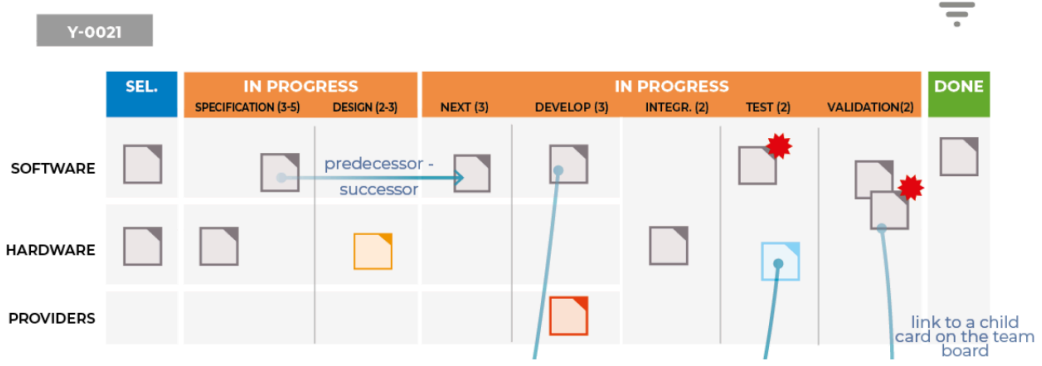 Y-0021
SEL.
IN PROGRESS
IN PROGRESS
DONE
SPECIFICATION (3-5)
DESIGN (2-3)
NEXT (3)
DEVELOP (3)
INTEGR. (2)
TEST (2)
VALIDATION(2)
SOFTWARE
predecessor -
successor
HARDWARE
PROVIDERS
link to a child
card on the team
board